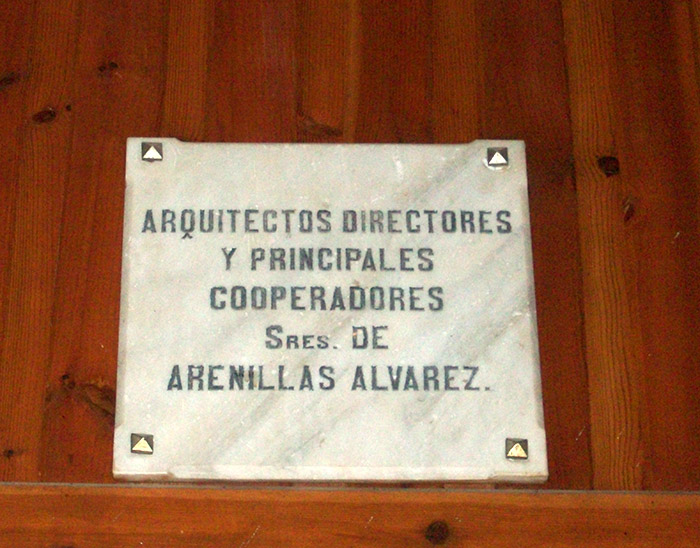 ARQUITECTOS DIRECTORES
Y PRINCIPALES
COOPERADORES
SRES. DE
ARENILLAS ALVAREZ.